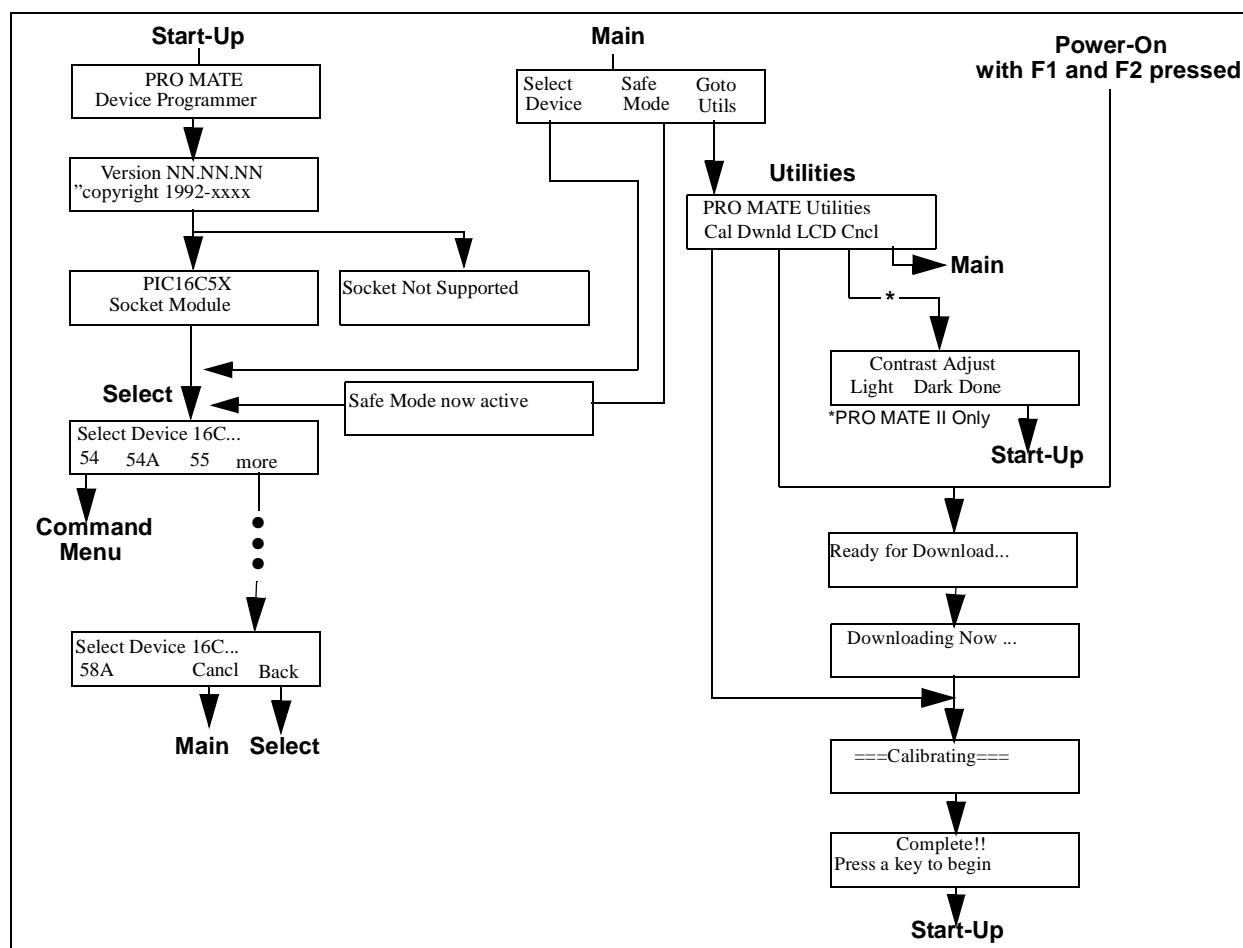 Start-Up
PRO MATE
Device Programmer
Version NN.NN.NN
”copyright 1992-xxxx
PIC16C5X
Socket Module
Socket Not Supported
Select
Safe Mode now active
Select Device 16C...
54 54A 55 more
Command
Menu
Select Device 16C...
58A Cancl Back
Main Select
Main
Select Safe Goto
Device Mode Utils
Utilities
PRO MATE Utilities
Cal Dwnld LCD Cncl
Main
*
Contrast Adjust
Light Dark Done
*PRO MATE II Only
Start-Up
Power-On
with F1 and F2 pressed
Ready for Download...
Downloading Now ...
===Calibrating===
Complete!!
Press a key to begin
Start-Up